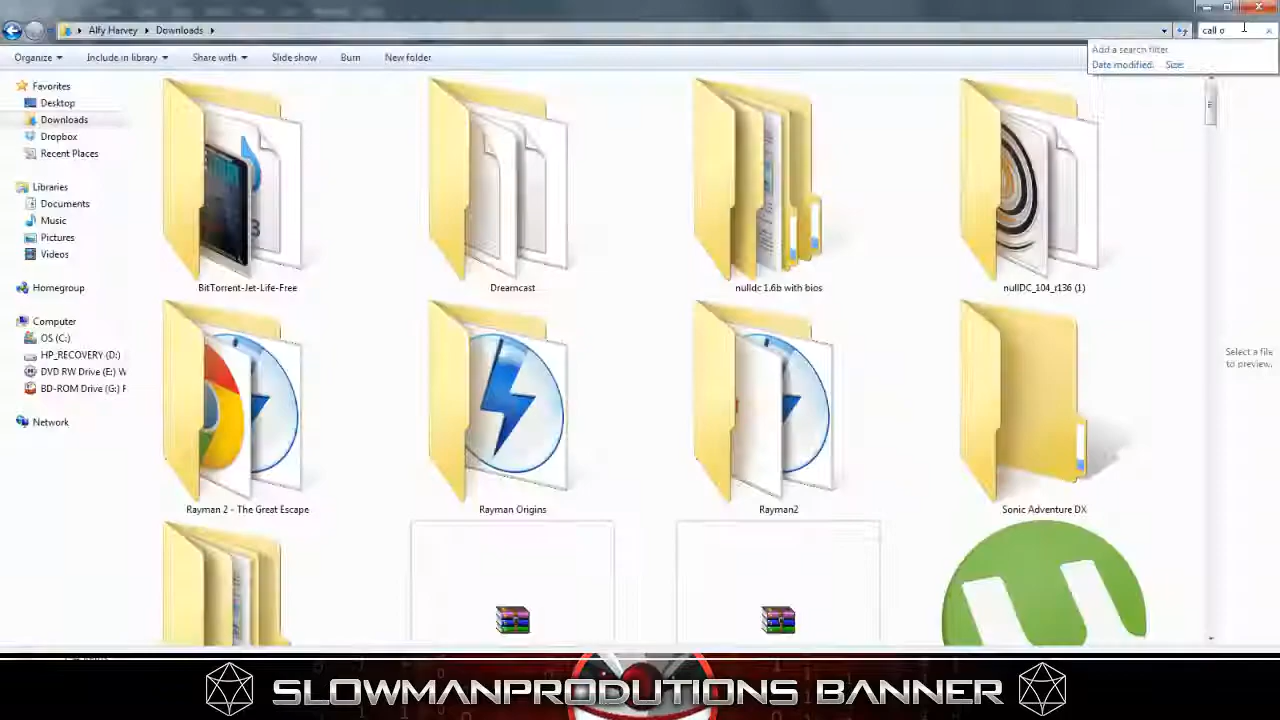 Alfy Harvey Downloads
call o
Add a search filter
Date modified: Size:
Organize Include in library Share with Slide show Burn New folder
Favorites
Desktop
Downloads
Dropbox
Recent Places
Libraries
Documents
Music
Pictures
Videos
Homegroup
Computer
OS (C:)
HP_RECOVERY (D:)
DVD RW Drive (E:) W
BD-ROM Drive (G:) F
Network
BitTorrent-Jet-Life-Free
Dreamcast
nulldc 1.6b with bios
nullDC_104_r136 (1)
Rayman 2 - The Great Escape
Rayman Origins
Rayman2
Sonic Adventure DX
Select a file
to preview.
SLOWMANPRODUTIONS BANNER